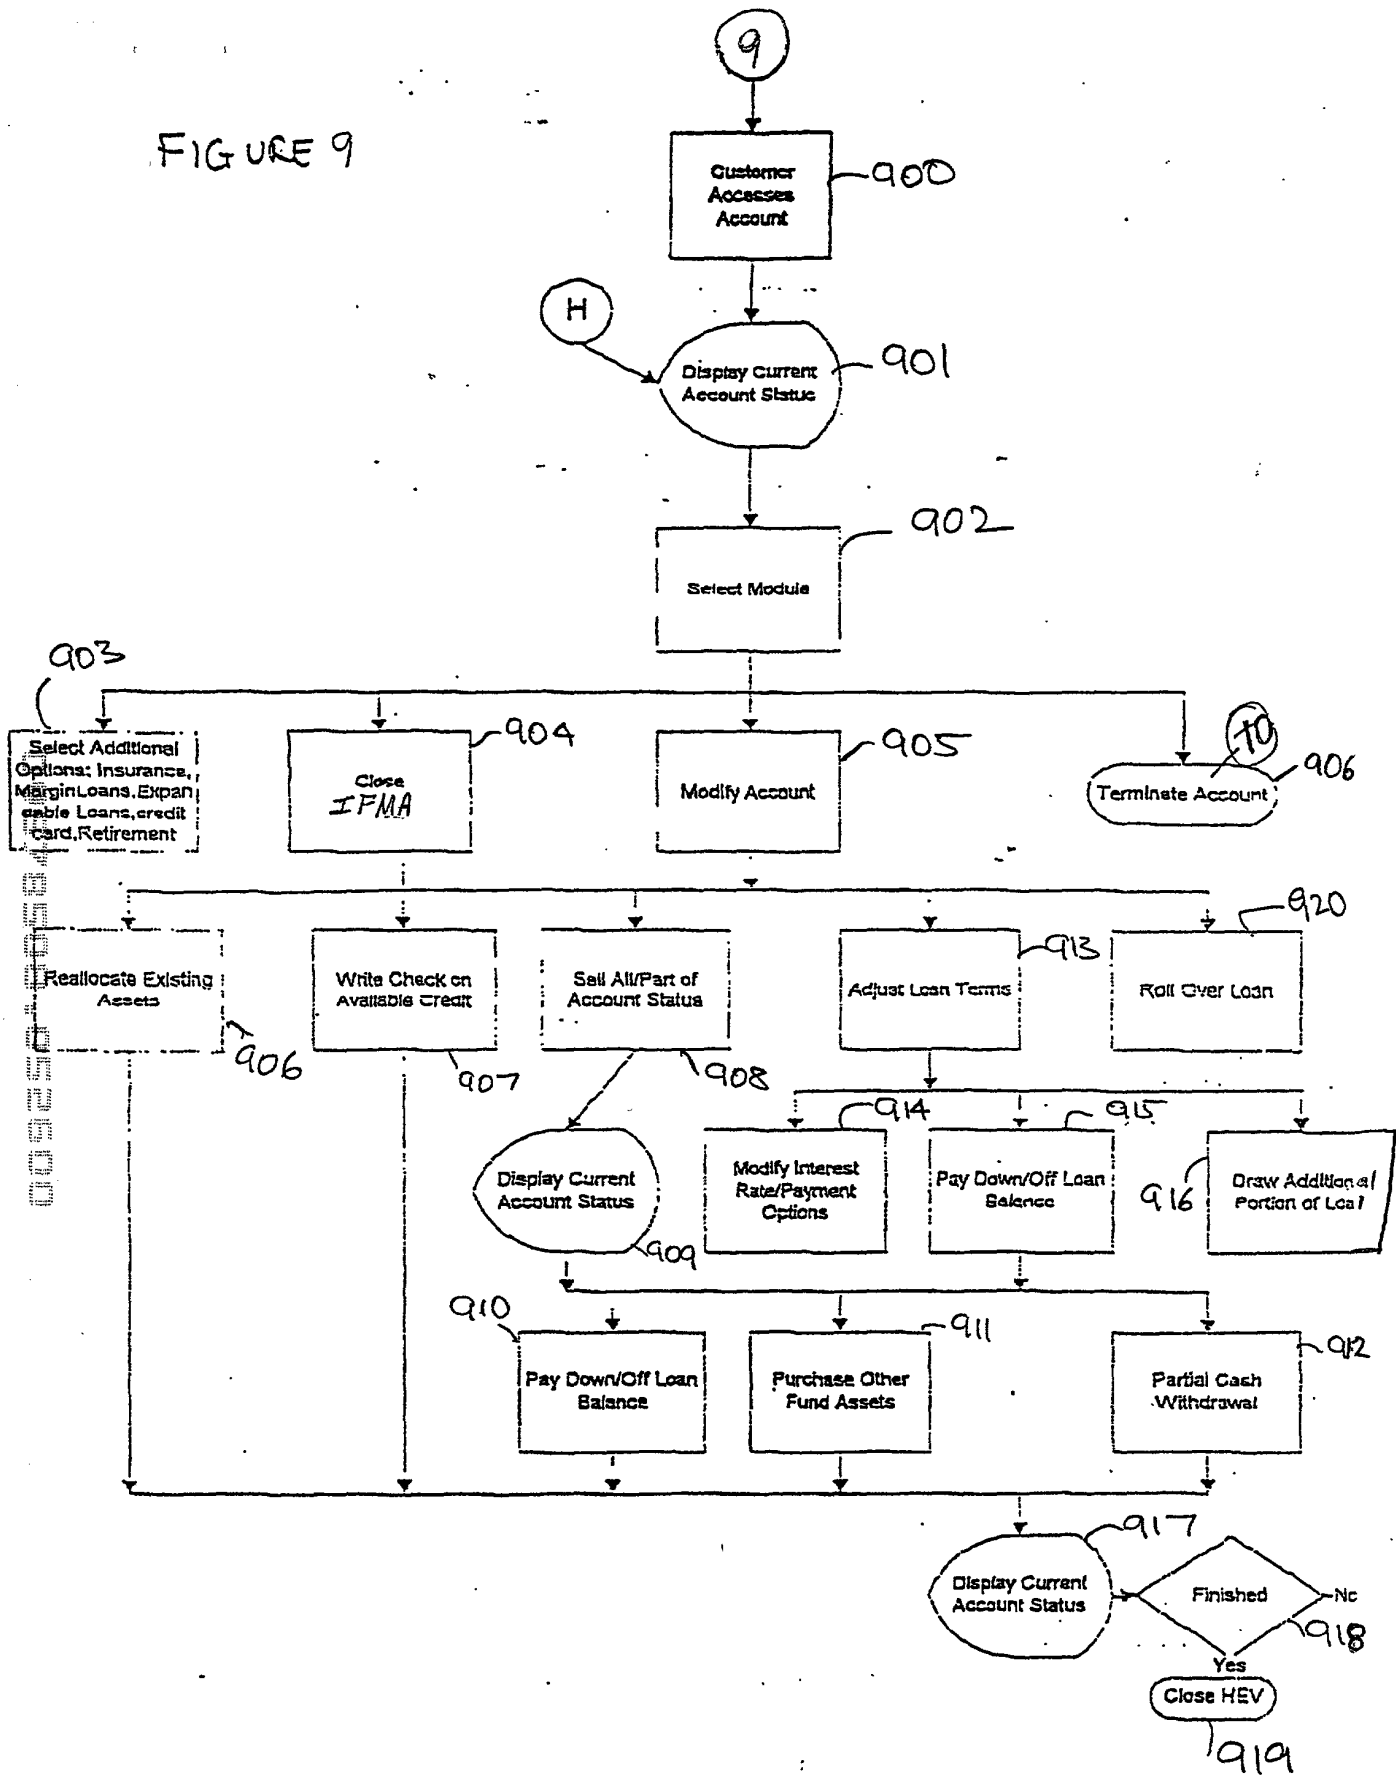 9
FIGURE 9
Customer
Accesses
Account
900
H
Display Current
Account Status
901
902
Select Module
903
Select Additional
Options: Insurance,
Margin Loans, Expan
dable Loans, credit
card, Retirement
904
Close
IFMA
905
Modify Account
10
906
Terminate Account
Reallocate Existing
Assets
906
Write Check on
Available Credit
907
Sell All/Part of
Account Status
908
913
Adjust Loan Terms
920
Roll Over Loan
Display Current
Account Status
909
914
Modify Interest
Rate/Payment
Options
915
Pay Down/Off Loan
Balance
916
Draw Additional
Portion of Loa
910
Pay Down/Off Loan
Balance
911
Purchase Other
Fund Assets
912
Partial Cash
Withdrawal
917
Display Current
Account Status
Finished
No
918
Yes
Close HEV
919